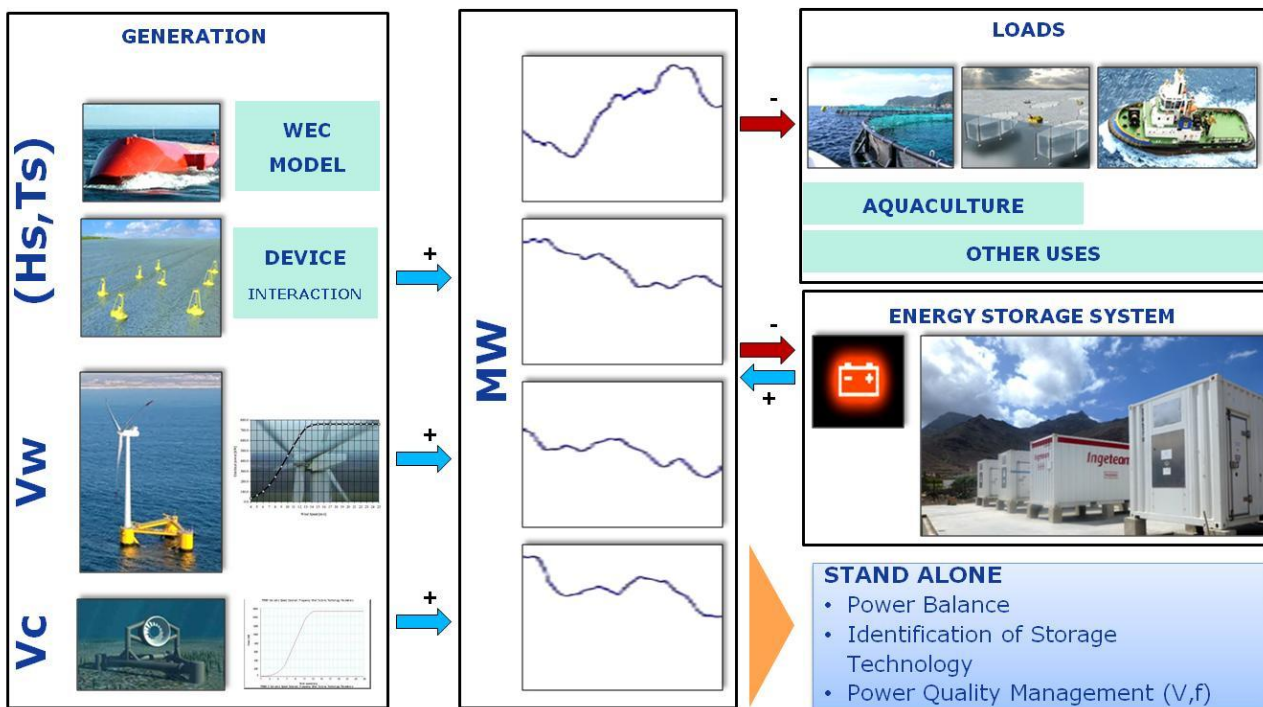 GENERATION
(Hs,Ts)
WEC
MODEL
DEVICE
INTERACTION
+
Vw
+
Vc
+
MW
LOADS
-
AQUACULTURE
OTHER USES
ENERGY STORAGE SYSTEM
-
+
- +
Ingeteam
STAND ALONE
• Power Balance
• Identification of Storage
Technology
• Power Quality Management (V,f)